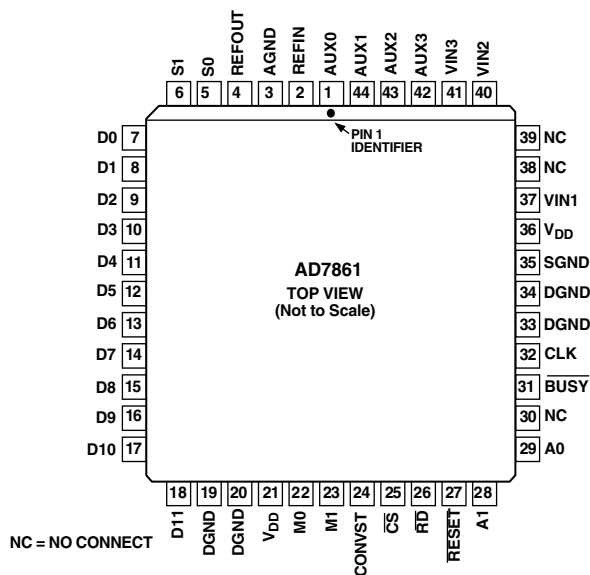 S1 S0 REFOUT AGND REFIN AUX0 AUX1 AUX2 AUX3 VIN3 VIN2
6 5 4 3 2 1 44 43 42 41 40
PIN 1
IDENTIFIER
D0 7
D1 8
D2 9
D3 10
D4 11
D5 12
D6 13
D7 14
D8 15
D9 16
D10 17
AD7861
TOP VIEW
(Not to Scale)
39 NC
38 NC
37 VIN1
36 VDD
35 SGND
34 DGND
33 DGND
32 CLK
31 BUSY
30 NC
29 A0
18 19 20 21 22 23 24 25 26 27 28
D11 DGND DGND VDD M0 M1 CONVST CS RD RESET A1
NC = NO CONNECT